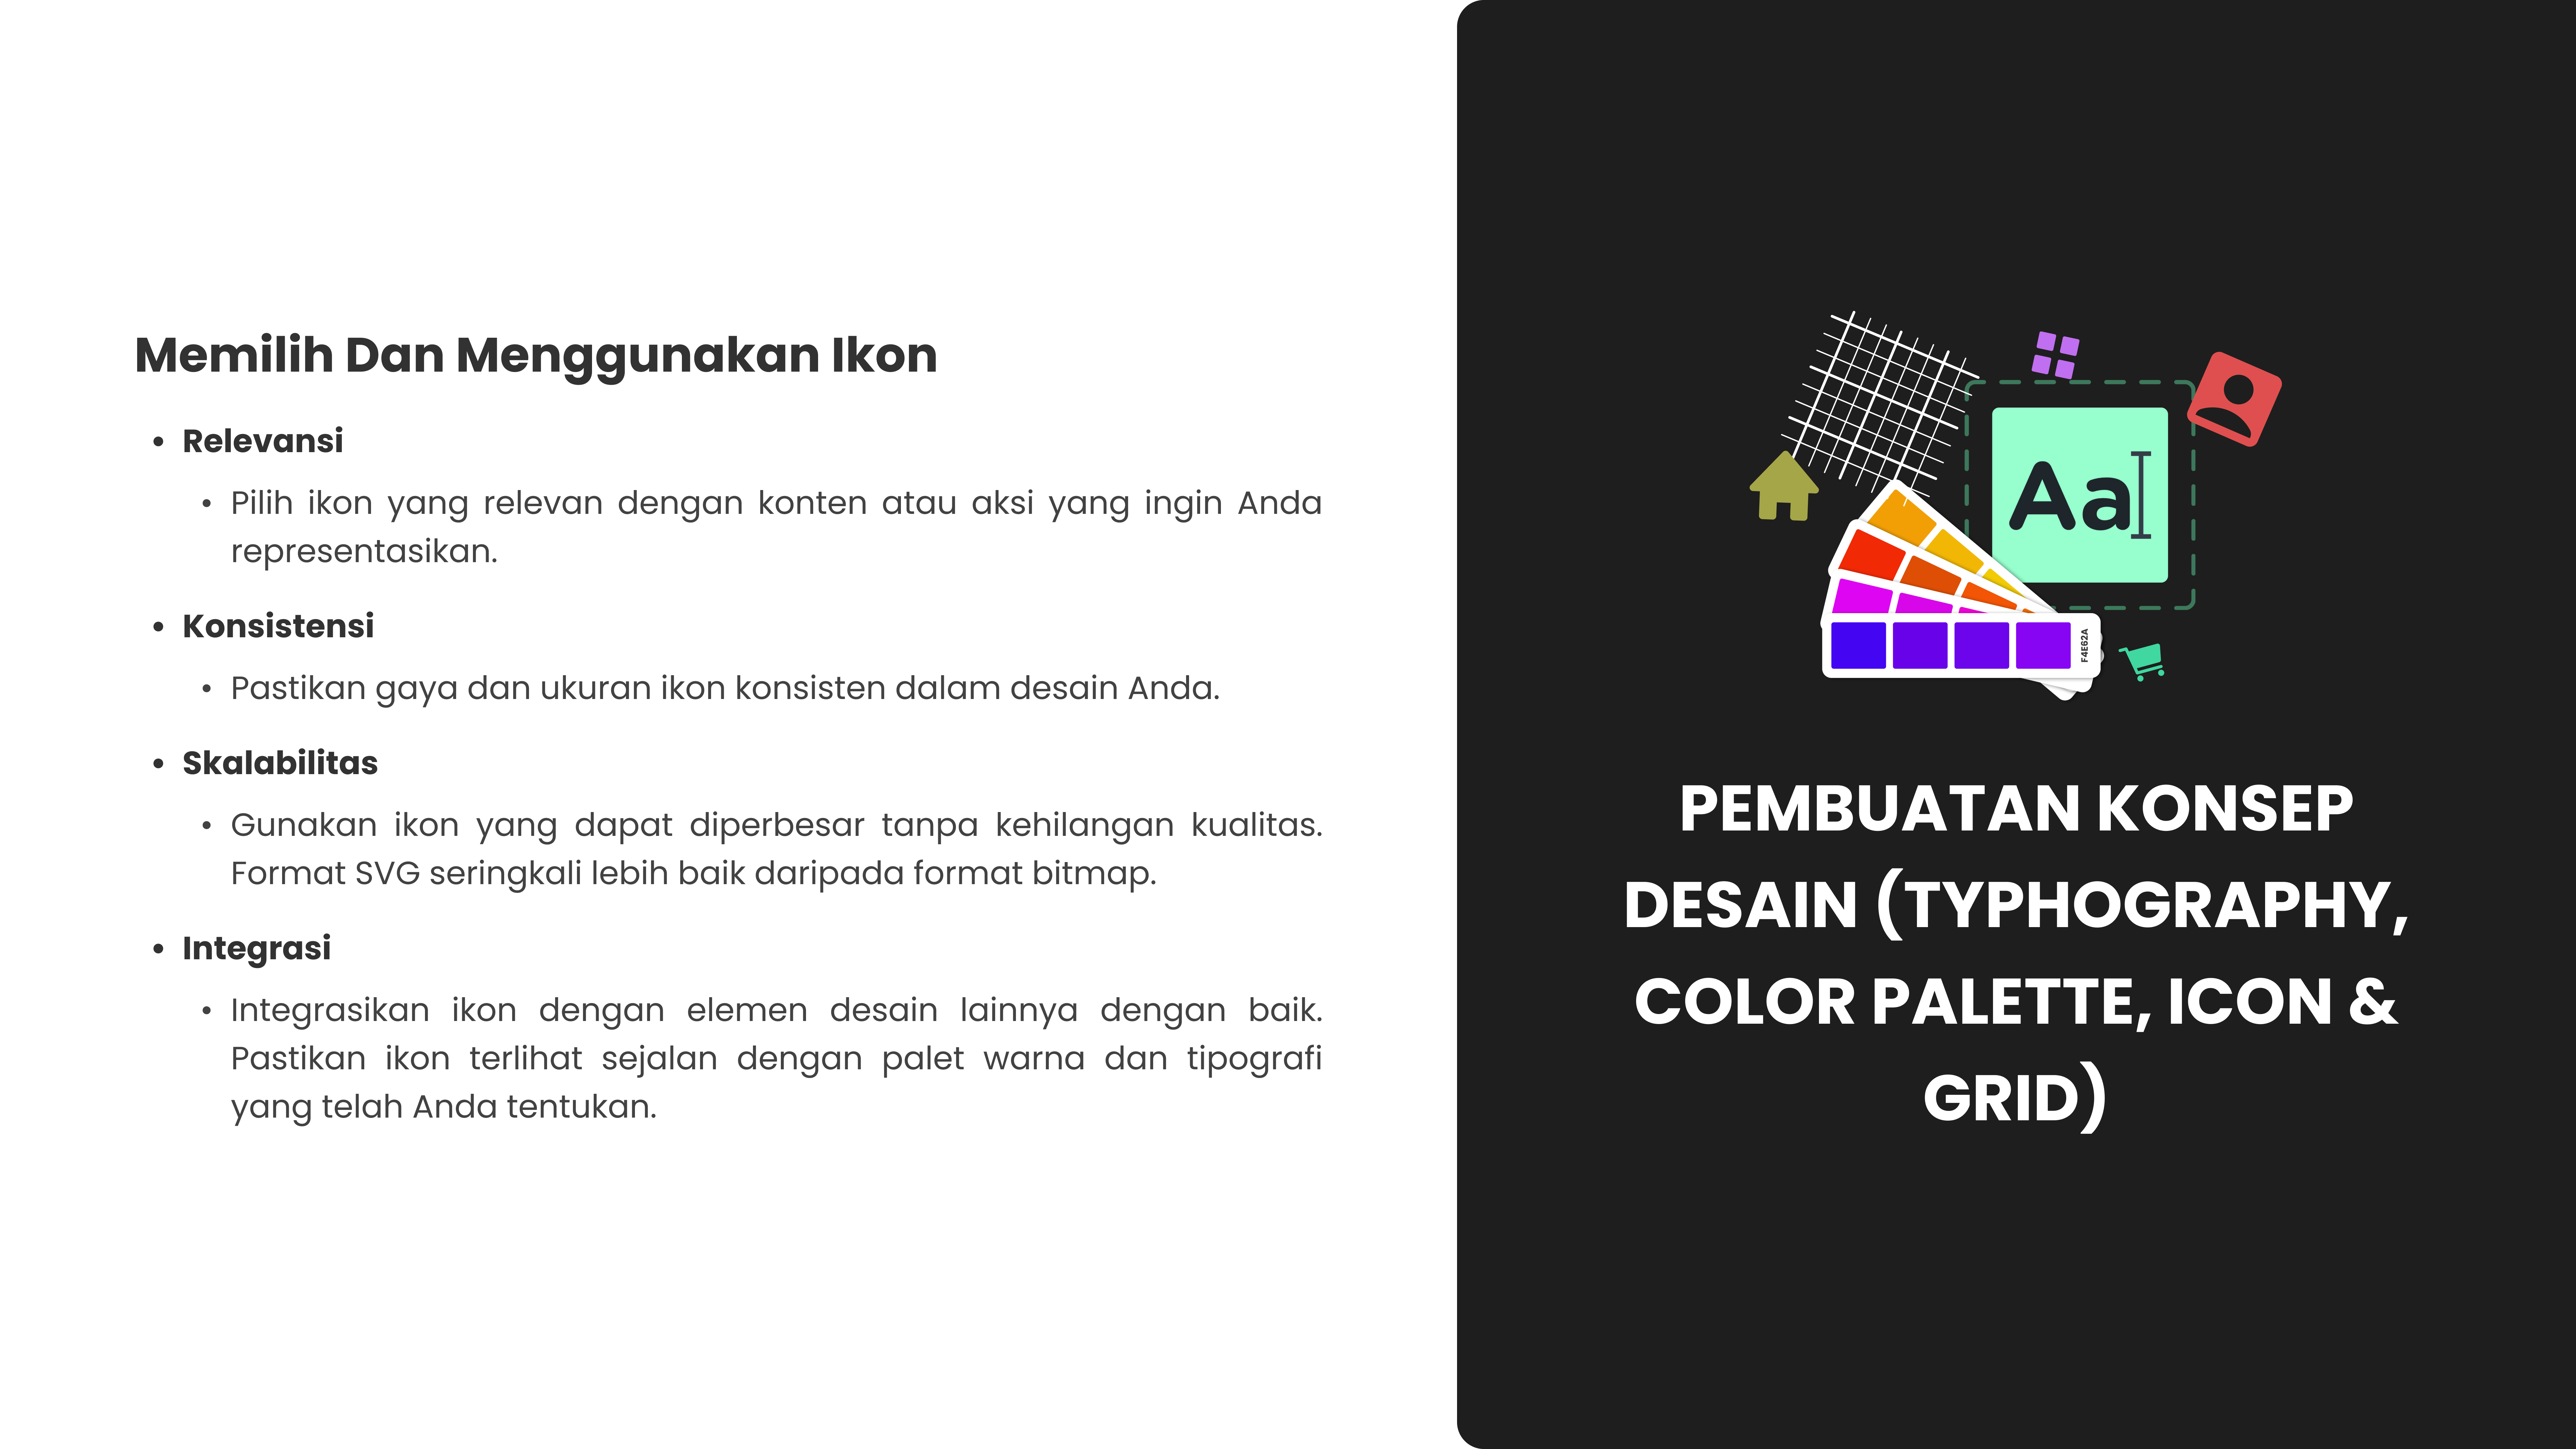 Memilih Dan Menggunakan Ikon
• Relevansi
• Pilih ikon yang relevan dengan konten atau aksi yang ingin Anda
representasikan.
• Konsistensi
• Pastikan gaya dan ukuran ikon konsisten dalam desain Anda.
• Skalabilitas
• Gunakan ikon yang dapat diperbesar tanpa kehilangan kualitas.
Format SVG seringkali lebih baik daripada format bitmap.
• Integrasi
• Integrasikan ikon dengan elemen desain lainnya dengan baik.
Pastikan ikon terlihat sejalan dengan palet warna dan tipografi
yang telah Anda tentukan.
Aa
F4E62A
PEMBUATAN KONSEP
DESAIN (TYPHOGRAPHY,
COLOR PALETTE, ICON &
GRID)